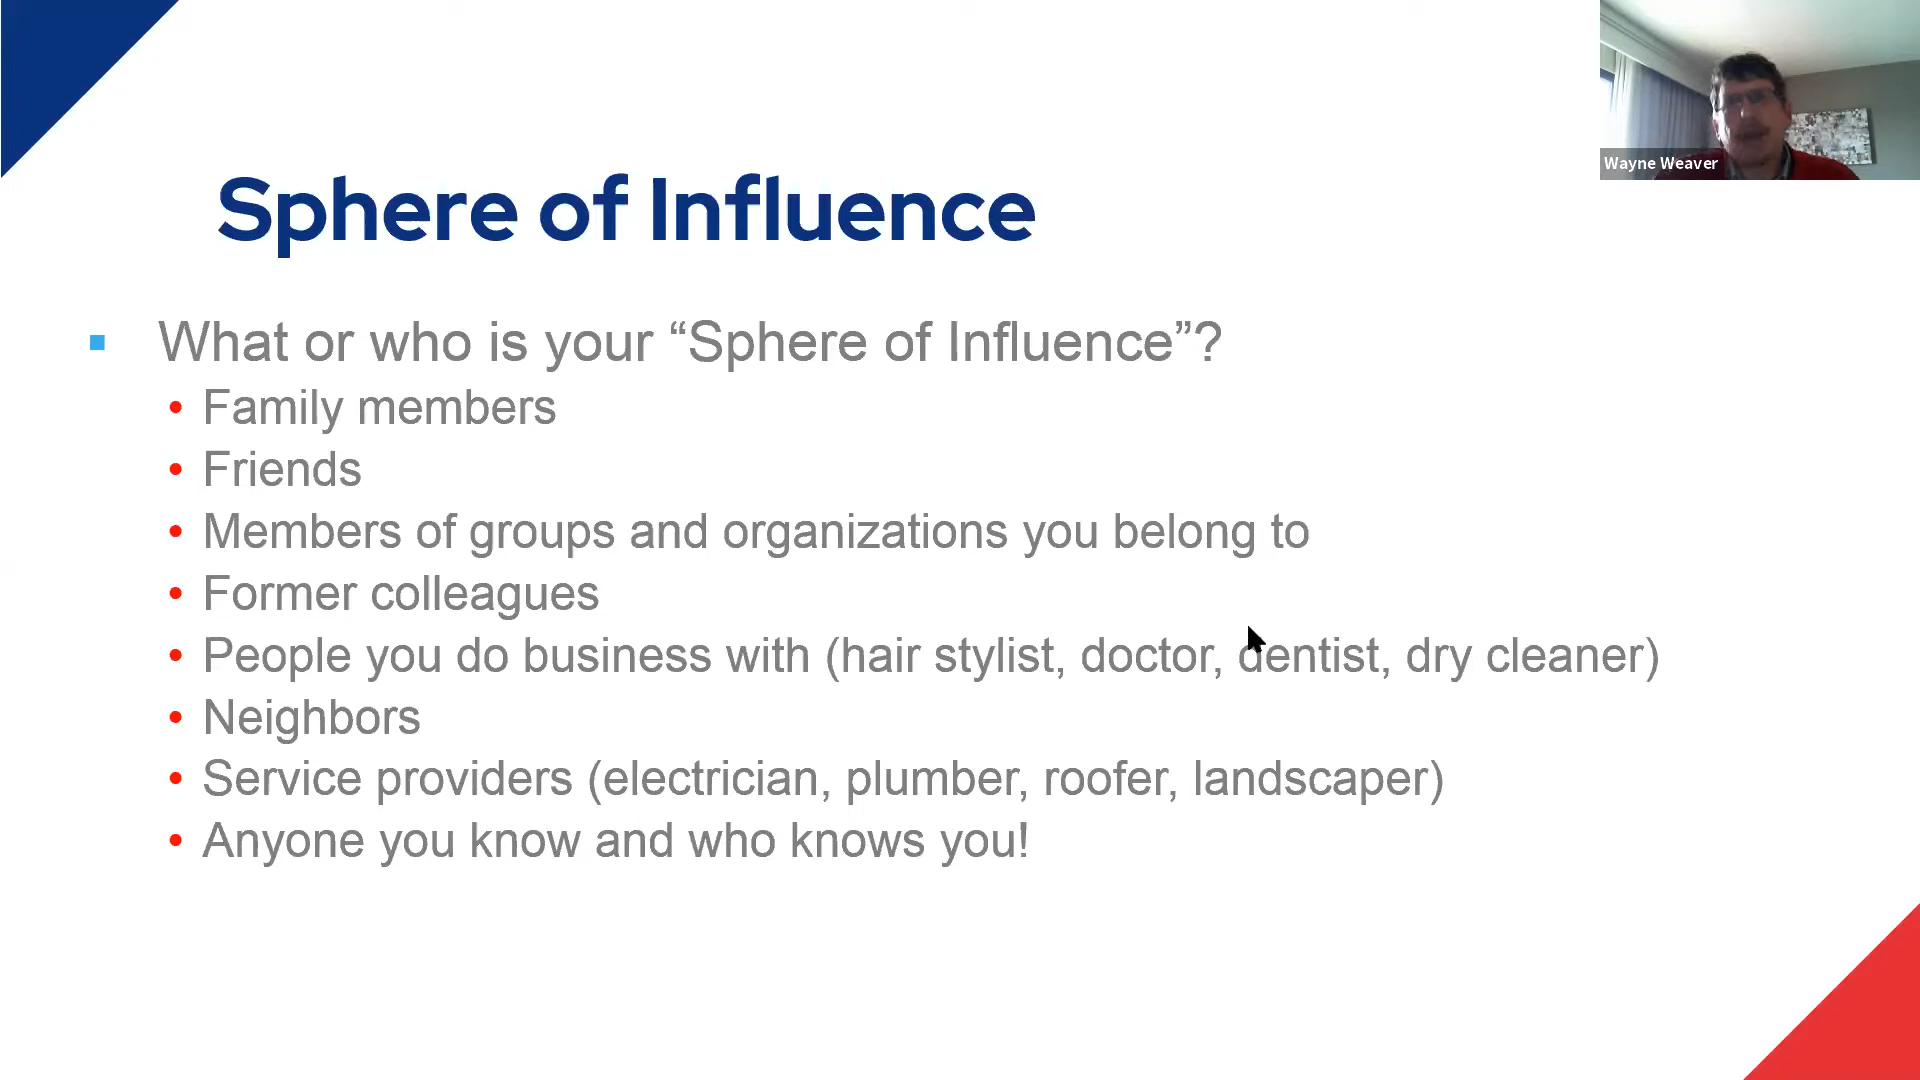 Wayne Weaver
Sphere of Influence
What or who is your “Sphere of Influence”?
Family members
Friends
Members of groups and organizations you belong to
Former colleagues
People you do business with (hair stylist, doctor, dentist, dry cleaner)
Neighbors
Service providers (electrician, plumber, roofer, landscaper)
Anyone you know and who knows you!